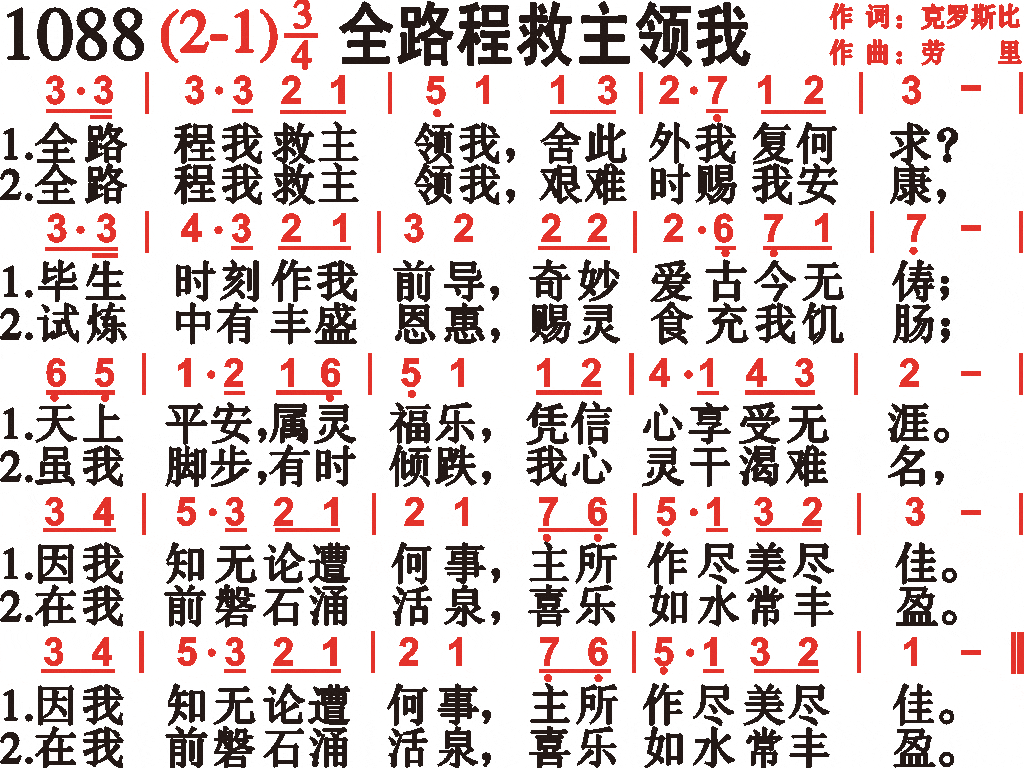 1088 (2-1) 3/4 全路程救主领我 作词：克罗斯比
作曲：劳 里
3·3 | 3·3 2 1 | 5 1 1 3 | 2·7 1 2 | 3 － |
1.全路 程我救主 领我，舍此 外我复何 求？
2.全路 程我救主 领我，艰难 时赐我安 康，
3·3 | 4·3 2 1 | 3 2 2 2 | 2·6 7 1 | 7 － |
1.毕生 时刻作我 前导，奇妙 爱古今无 俦；
2.试炼 中有丰盛 恩惠，赐灵 食充我饥 肠；
6 5 | 1·2 1 6 | 5 1 1 2 | 4·1 4 3 | 2 － |
1.天上 平安，属灵 福乐，凭信 心享受无 涯。
2.虽我 脚步，有时 倾跌，我心 灵干渴难 名，
3 4 | 5·3 2 1 | 2 1 7 6 | 5·1 3 2 | 3 － |
1.因我 知无论遭 何事，主所 作尽美尽 佳。
2.在我 前磐石涌 活泉，喜乐 如水常丰 盈。
3 4 | 5·3 2 1 | 2 1 7 6 | 5·1 3 2 | 1 － ‖
1.因我 知无论遭 何事，主所 作尽美尽 佳。
2.在我 前磐石涌 活泉，喜乐 如水常丰 盈。